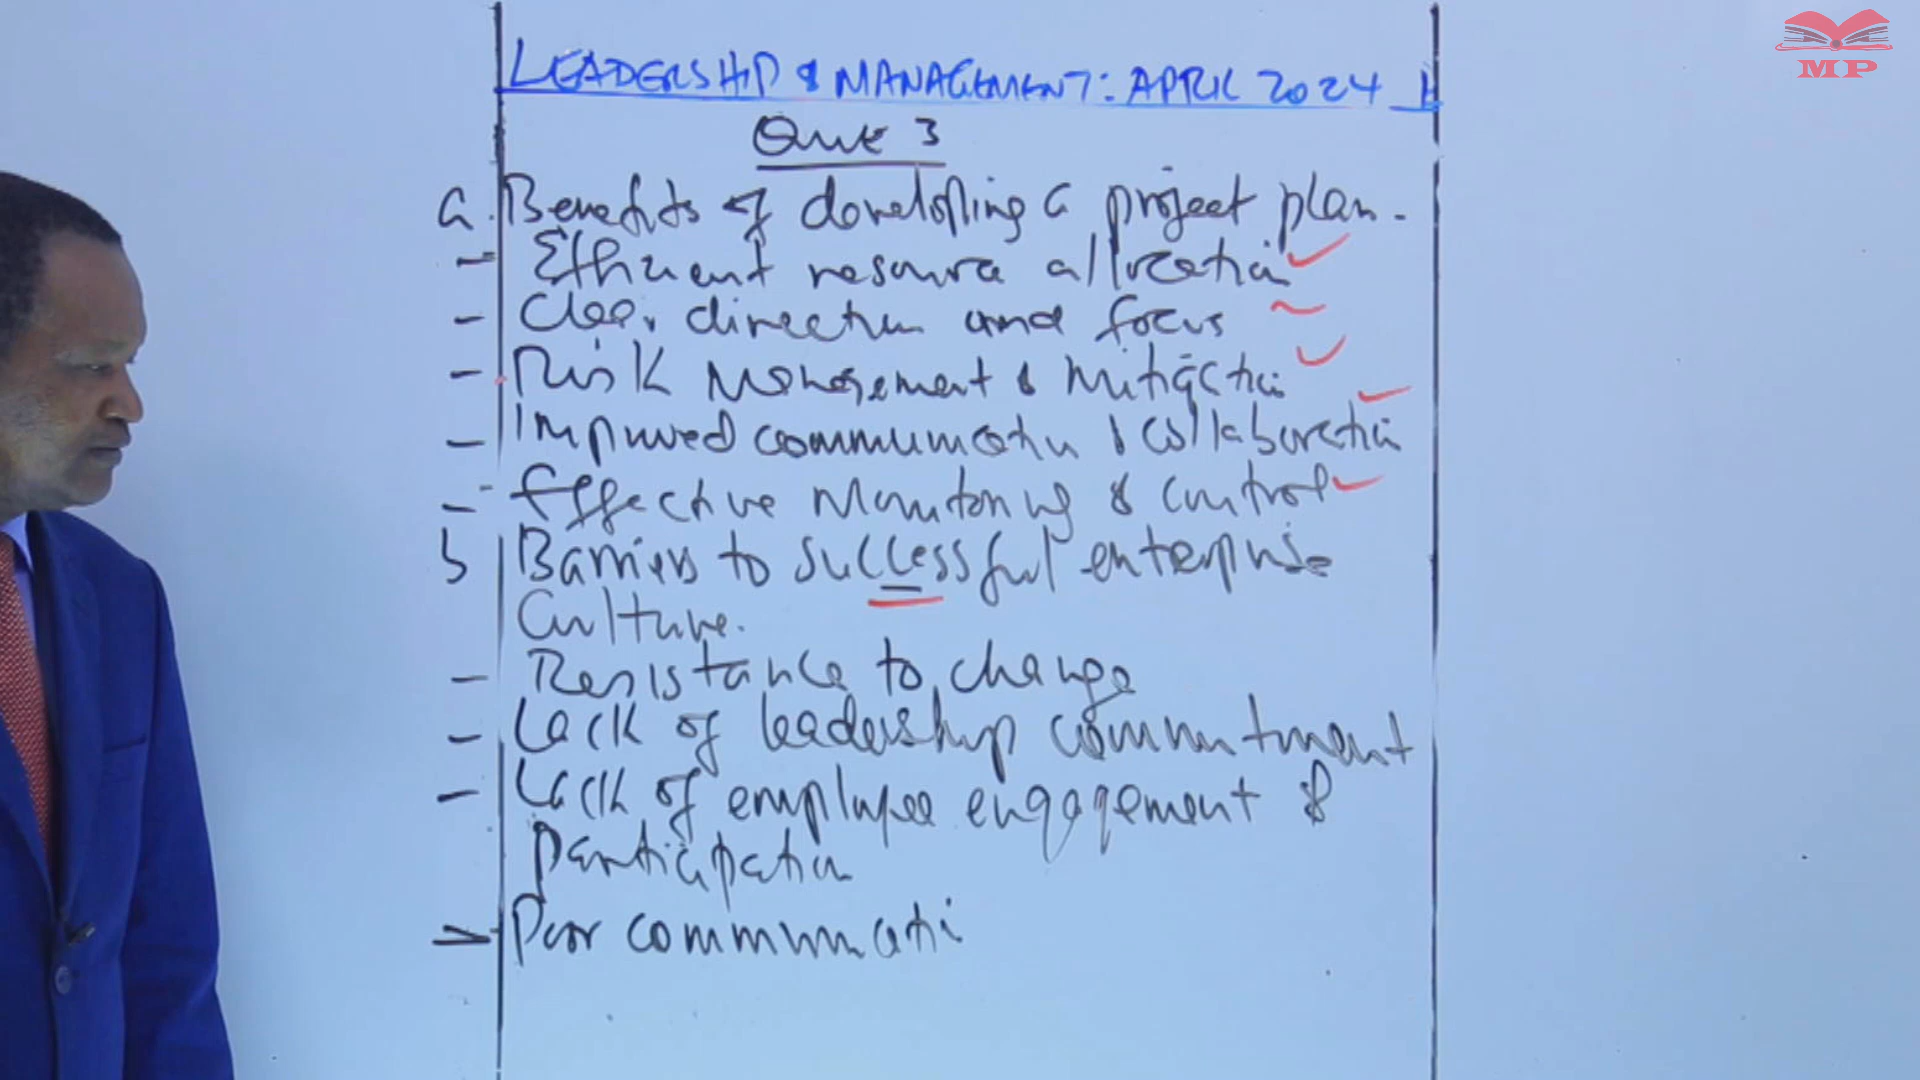 MP
LEADERSHIP & MANAGEMENT: APRIL 2024
Que 3
a. Benefits of developing a project plan.
- Efficient resource allocation
- Clear direction and focus
- Risk Management & Mitigation
- Improved communication & collaboration
- Effective Monitoring & control
b Barriers to successful enterprise
Culture.
- Resistance to change
- Lack of leadership commitment
- Lack of employee engagement &
participation
- Poor communicati